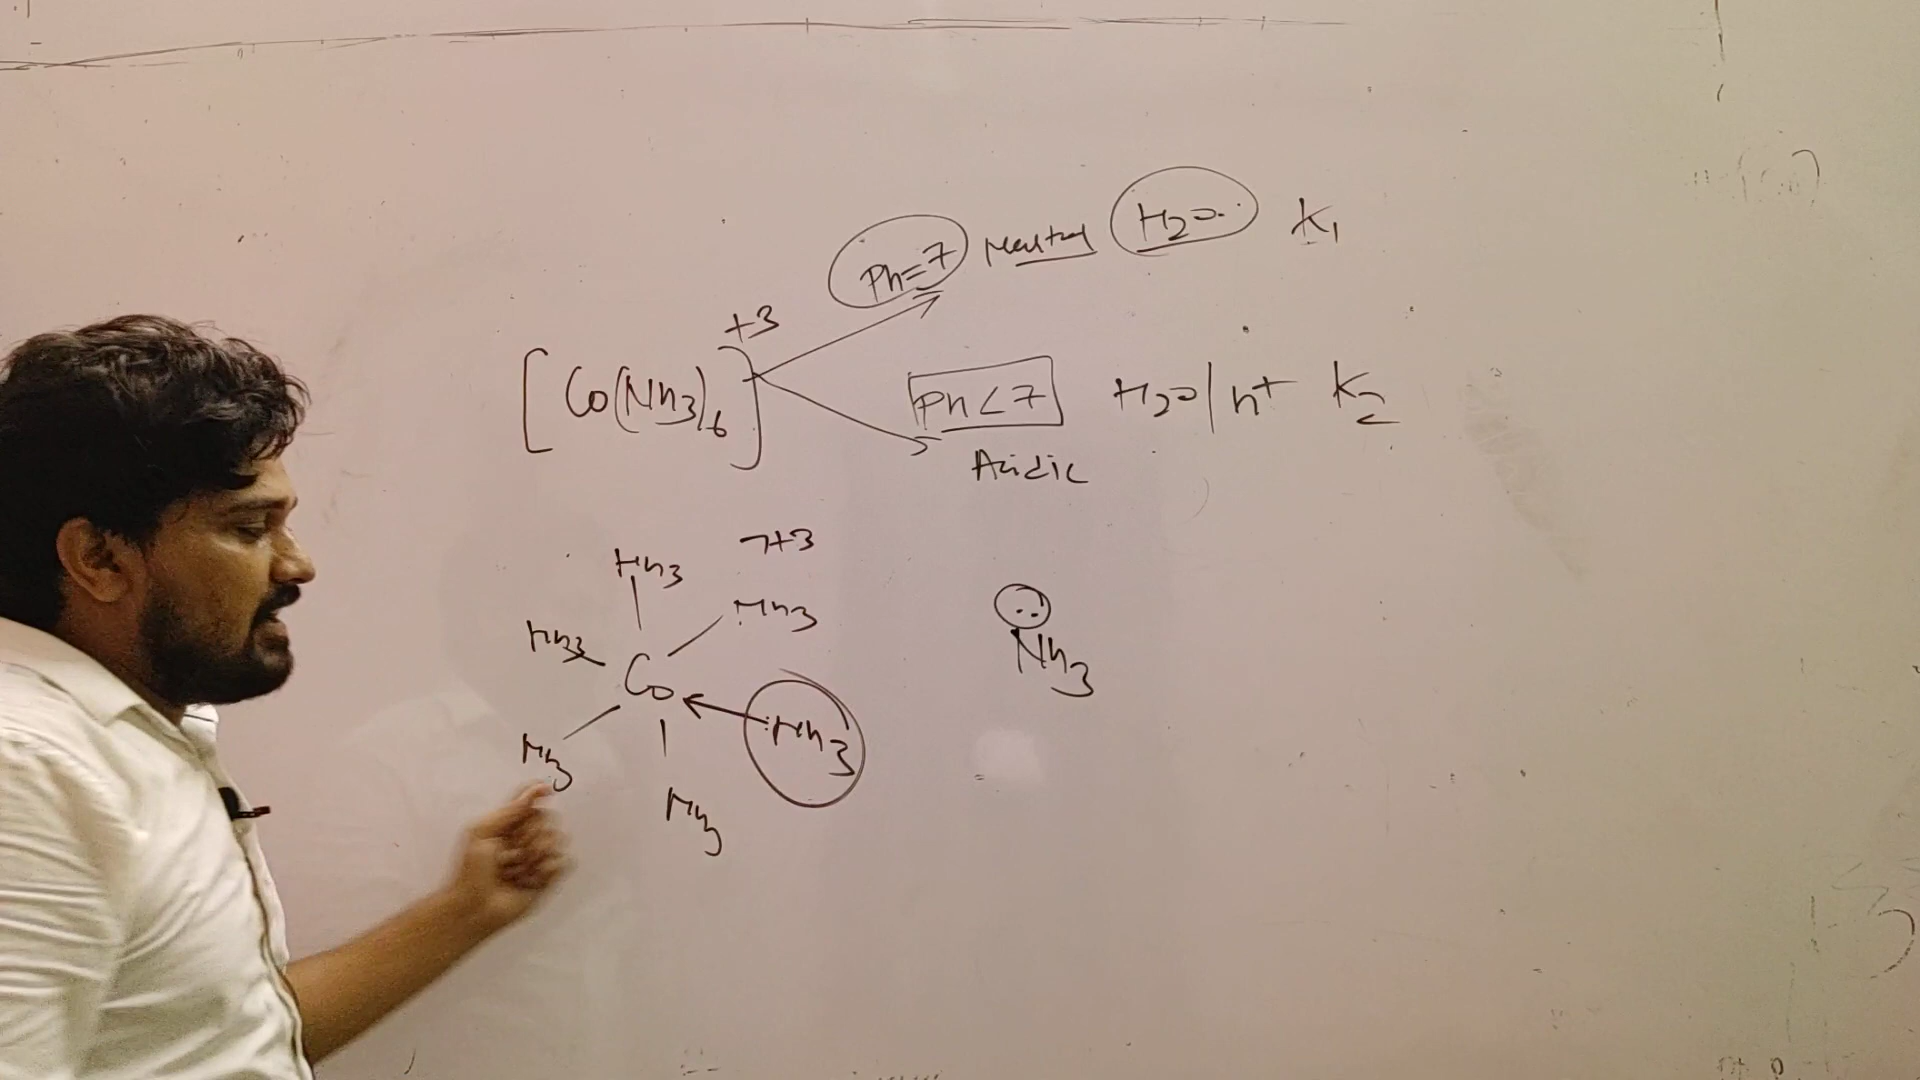 Ph=7 Neutral H2O K1
[Co(Nh3)6]+3
Ph<7 H2O/h+ K2
Acidic
]+3
Nh3
Nh3
Nh3
Co
Nh3
:Nh3
Nh3
..
Nh3